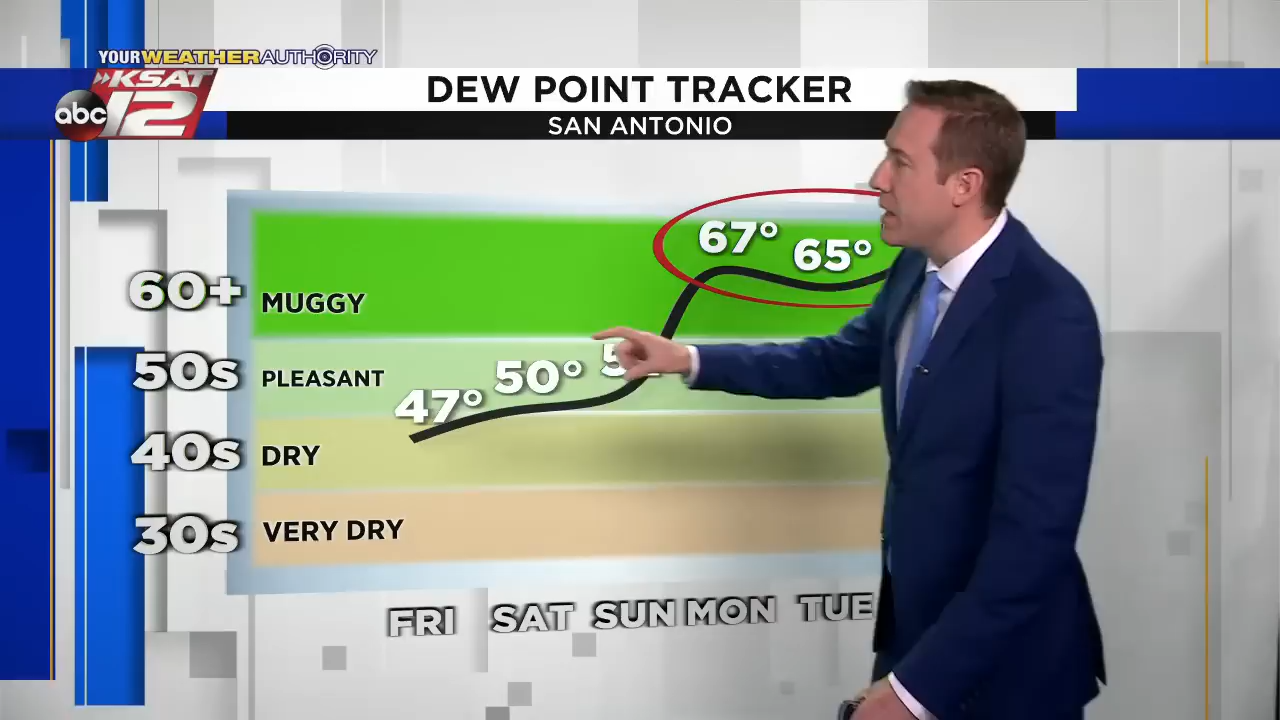 YOUR WEATHER AUTHORITY
KSAT
abc 12
DEW POINT TRACKER
SAN ANTONIO
67° 65°
60+ MUGGY
50s PLEASANT
47° 50°
40s DRY
30s VERY DRY
FRI SAT SUN MON TUE